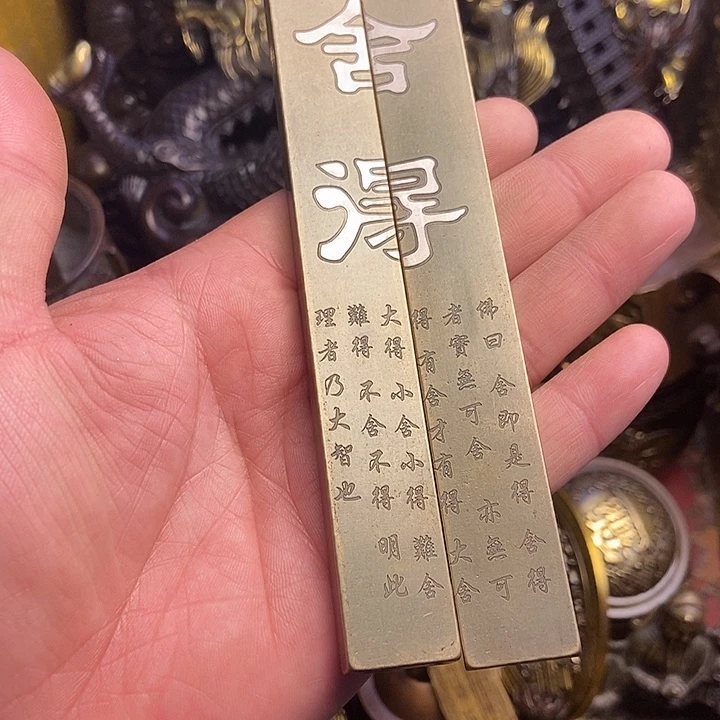 舍
得
佛曰 舍即是得 舍得
者實無可舍 亦無可
得 有舍才有得 大舍
大得 小舍小得 難舍
難得 不舍不得 明此
理者乃大智也